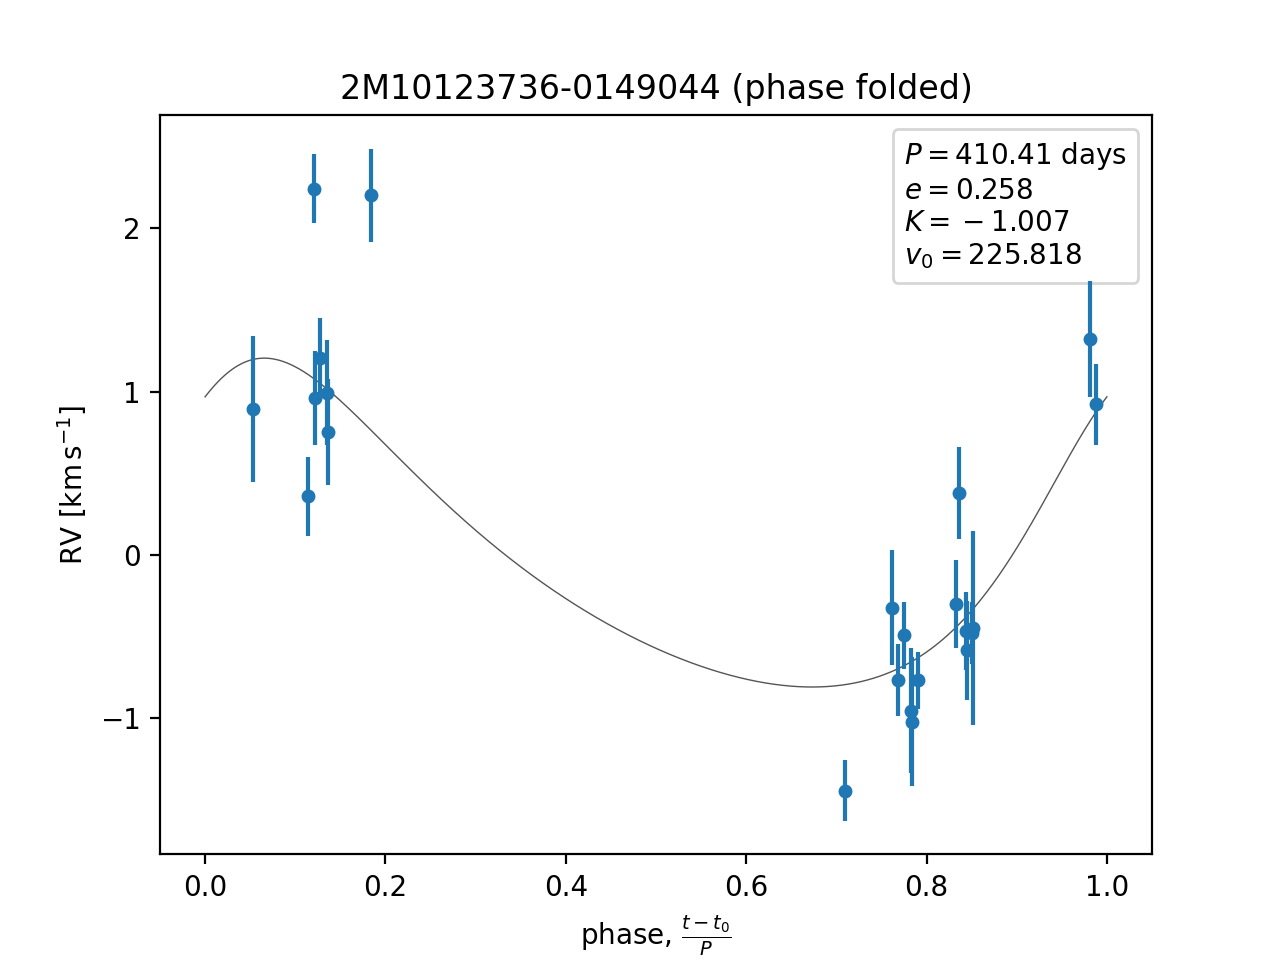 2M10123736-0149044 (phase folded)
P = 410.41 days
e = 0.258
K = −1.007
v₀ = 225.818
RV [km s⁻¹]
2
1
0
−1
0.0 0.2 0.4 0.6 0.8 1.0
phase, (t − t₀)/P